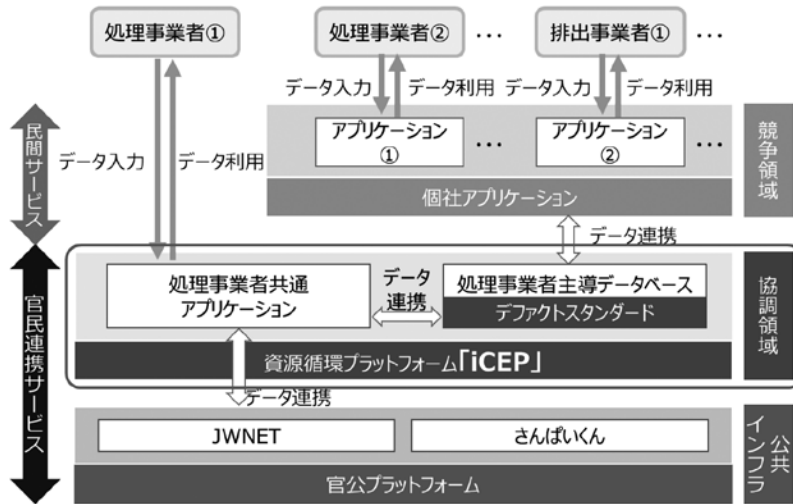 処理事業者①
処理事業者②
…
排出事業者①
…
データ入力
データ利用
データ入力
データ利用
民間サービス
データ入力
データ利用
アプリケーション
①
…
アプリケーション
②
…
競争領域
個社アプリケーション
データ連携
官民連携サービス
処理事業者共通
アプリケーション
データ
連携
処理事業者主導データベース
デファクトスタンダード
協調領域
資源循環プラットフォーム「iCEP」
データ連携
JWNET
さんぱいくん
公共
インフラ
官公プラットフォーム